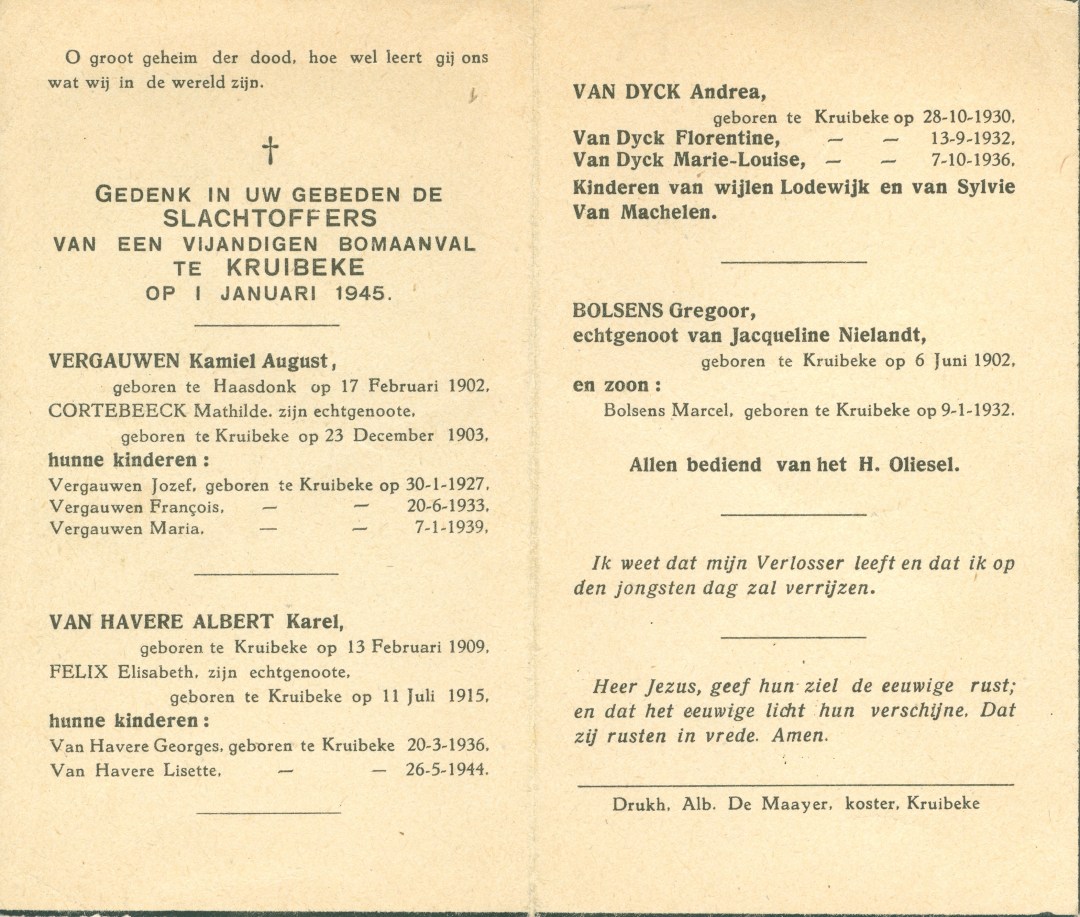 O groot geheim der dood, hoe wel leert gij ons
wat wij in de wereld zijn.
†
GEDENK IN UW GEBEDEN DE
SLACHTOFFERS
VAN EEN VIJANDIGEN BOMAANVAL
TE KRUIBEKE
OP 1 JANUARI 1945.
VERGAUWEN Kamiel August,
geboren te Haasdonk op 17 Februari 1902,
CORTEBEECK Mathilde, zijn echtgenoote,
geboren te Kruibeke op 23 December 1903,
hunne kinderen :
Vergauwen Jozef, geboren te Kruibeke op 30-1-1927,
Vergauwen François, — — 20-6-1933,
Vergauwen Maria, — — 7-1-1939,
VAN HAVERE ALBERT Karel,
geboren te Kruibeke op 13 Februari 1909,
FELIX Elisabeth, zijn echtgenoote,
geboren te Kruibeke op 11 Juli 1915,
hunne kinderen :
Van Havere Georges, geboren te Kruibeke 20-3-1936,
Van Havere Lisette, — — 26-5-1944.
VAN DYCK Andrea,
geboren te Kruibeke op 28-10-1930,
Van Dyck Florentine, — — 13-9-1932,
Van Dyck Marie-Louise, — — 7-10-1936,
Kinderen van wijlen Lodewijk en van Sylvie
Van Machelen.
BOLSENS Gregoor,
echtgenoot van Jacqueline Nielandt,
geboren te Kruibeke op 6 Juni 1902,
en zoon :
Bolsens Marcel, geboren te Kruibeke op 9-1-1932.
Allen bediend van het H. Oliesel.
Ik weet dat mijn Verlosser leeft en dat ik op
den jongsten dag zal verrijzen.
Heer Jezus, geef hun ziel de eeuwige rust;
en dat het eeuwige licht hun verschijne. Dat
zij rusten in vrede. Amen.
Drukh, Alb. De Maayer, koster, Kruibeke